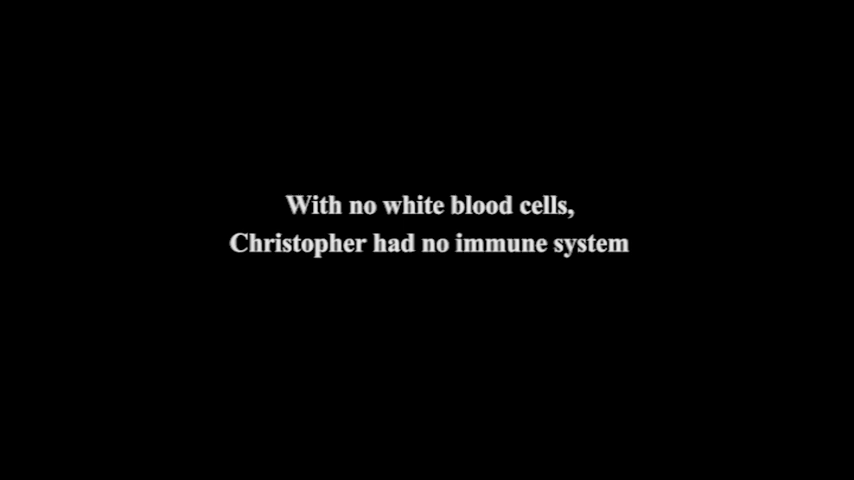 With no white blood cells,
Christopher had no immune system